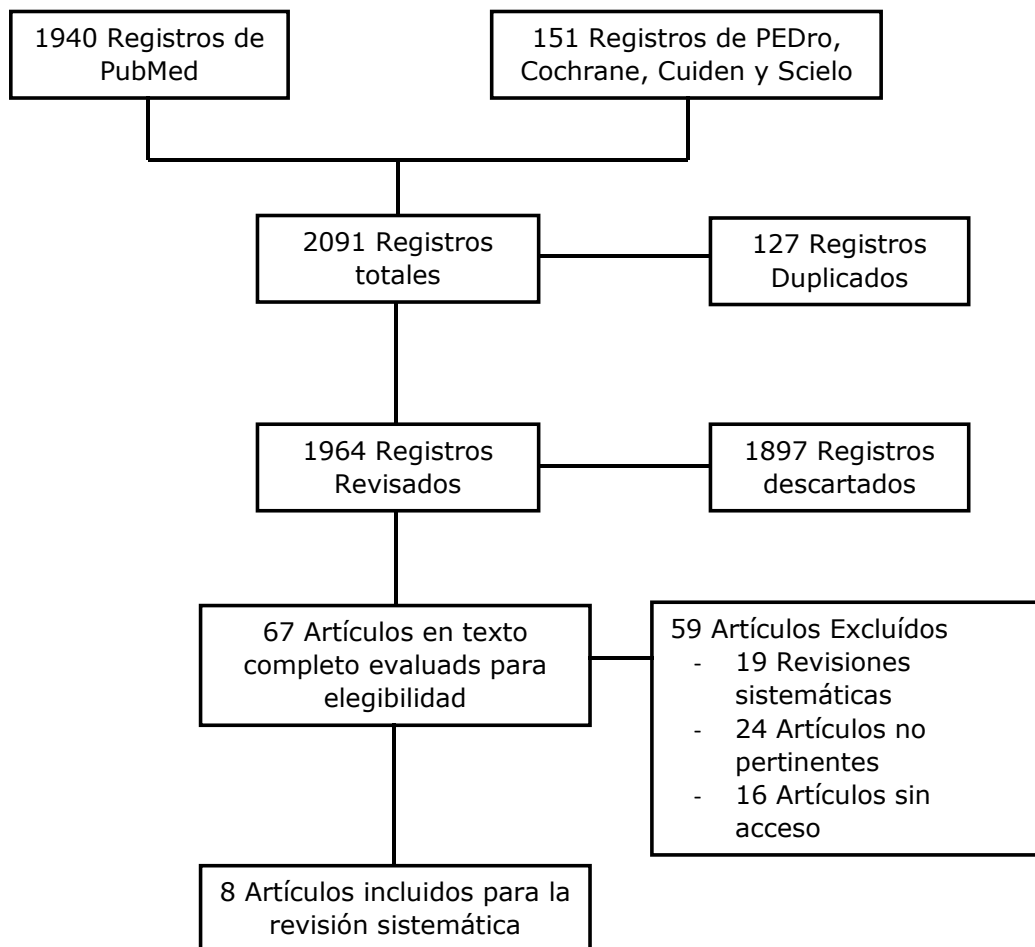 1940 Registros de
PubMed
151 Registros de PEDro,
Cochrane, Cuiden y Scielo
2091 Registros
totales
127 Registros
Duplicados
1964 Registros
Revisados
1897 Registros
descartados
67 Artículos en texto
completo evaluads para
elegibilidad
59 Artículos Excluídos
- 19 Revisiones
sistemáticas
- 24 Artículos no
pertinentes
- 16 Artículos sin
acceso
8 Artículos incluidos para la
revisión sistemática